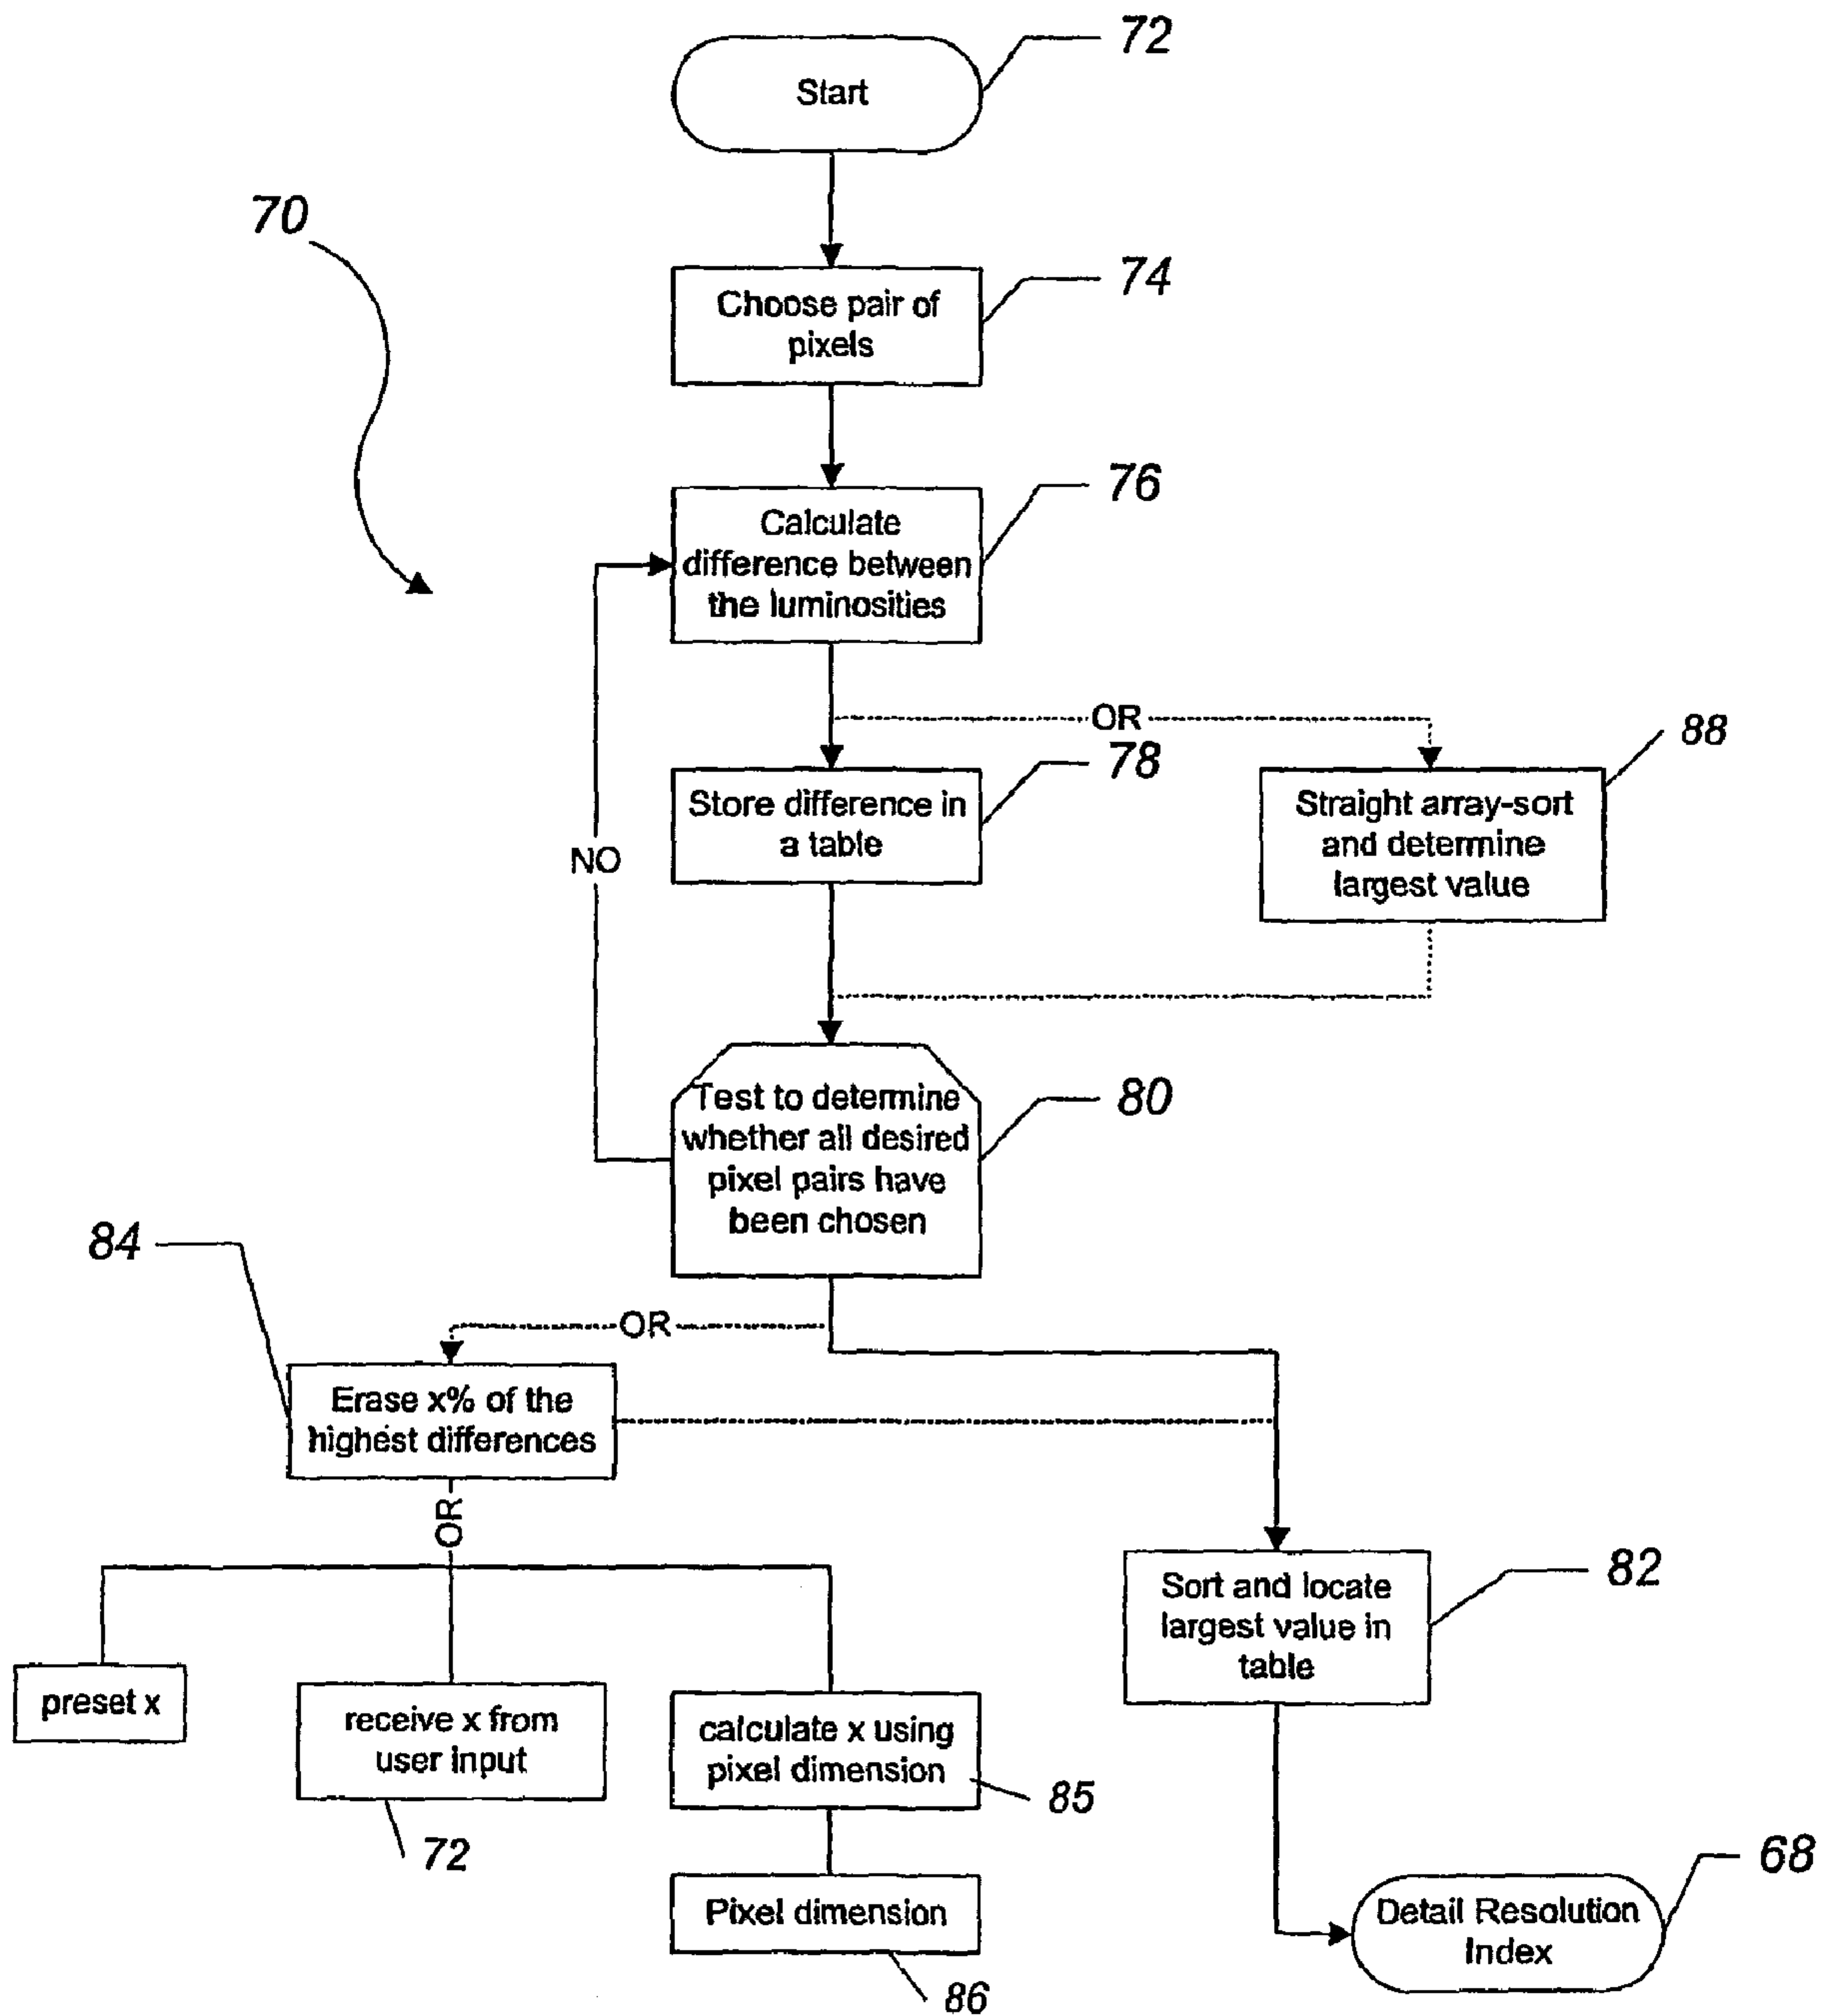 72
Start
70
74
Choose pair of
pixels
76
Calculate
difference between
the luminosities
OR
88
78
Store difference in
a table
Straight array-sort
and determine
largest value
NO
80
Test to determine
whether all desired
pixel pairs have
been chosen
84
OR
Erase x% of the
highest differences
OR
82
Sort and locate
largest value in
table
preset x
receive x from
user input
72
calculate x using
pixel dimension
85
68
Pixel dimension
86
Detail Resolution
Index